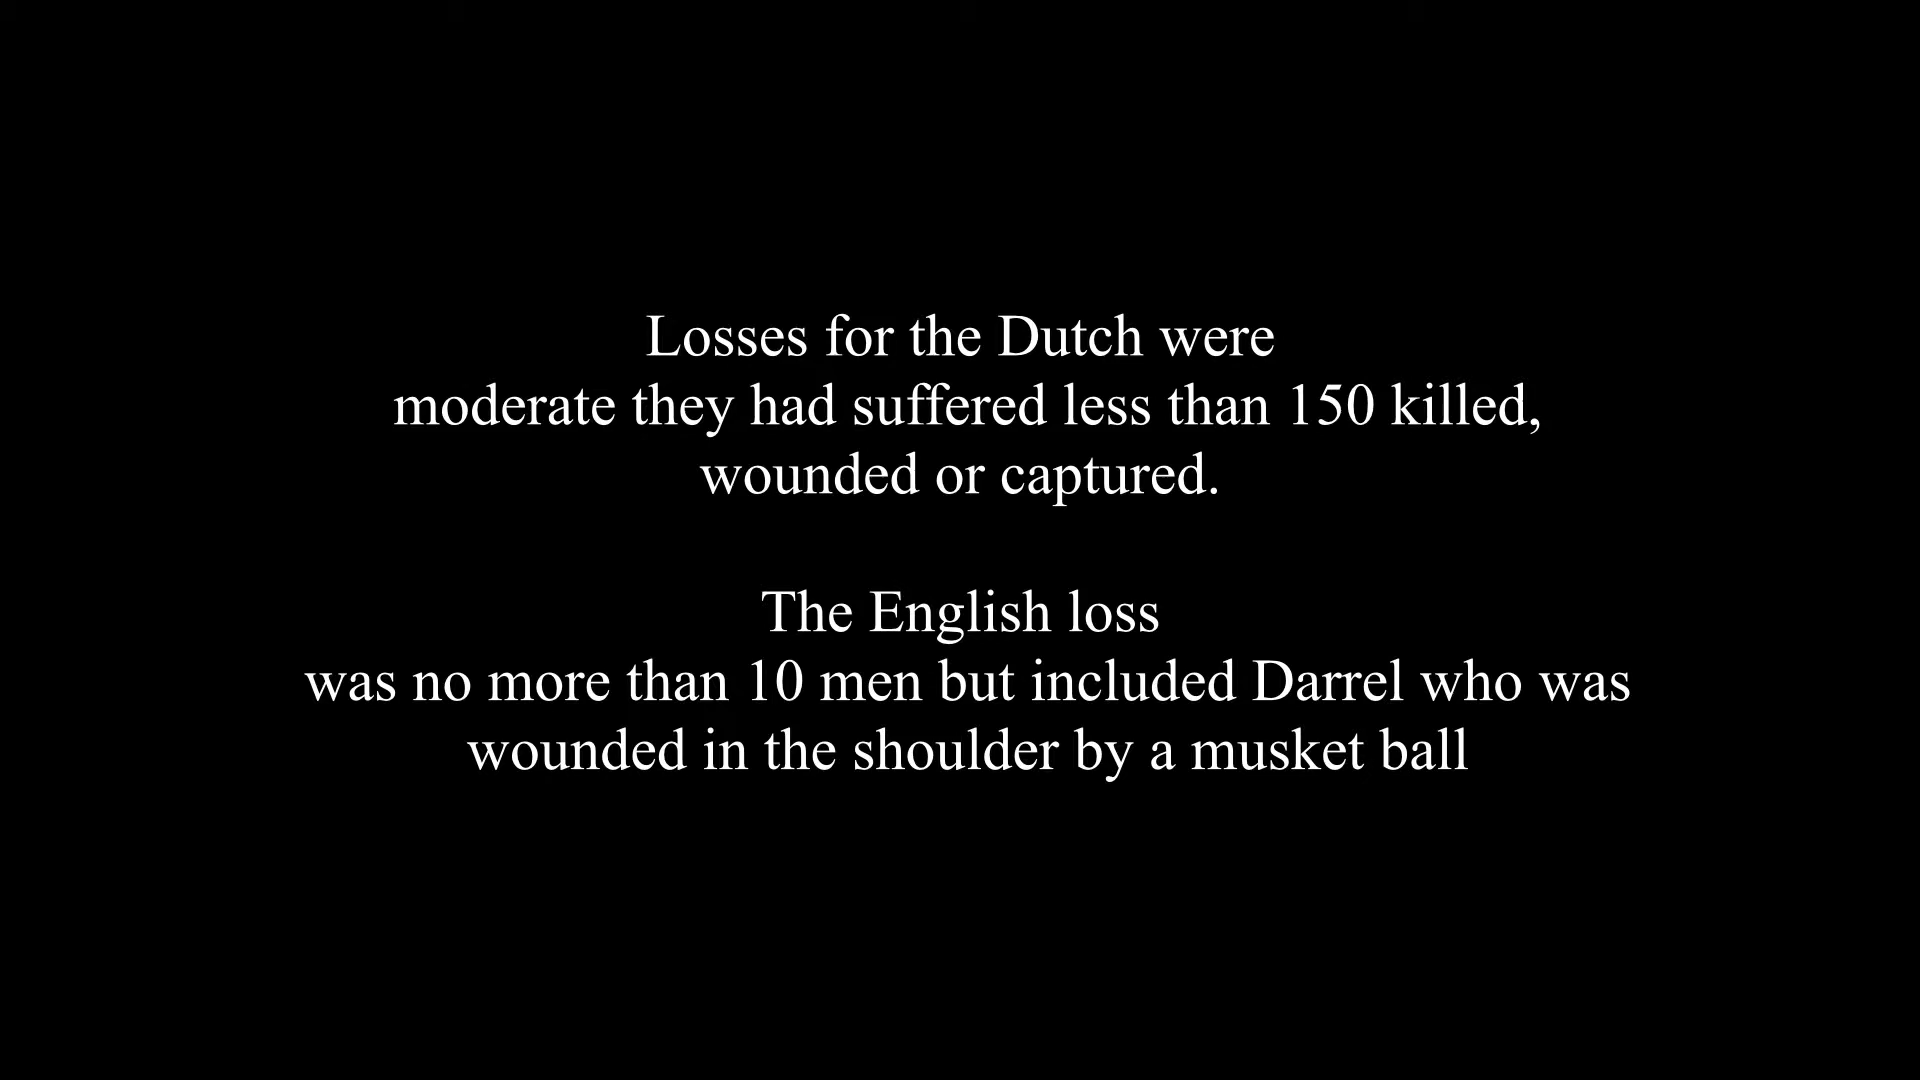 Losses for the Dutch were
moderate they had suffered less than 150 killed,
wounded or captured.
The English loss
was no more than 10 men but included Darrel who was
wounded in the shoulder by a musket ball